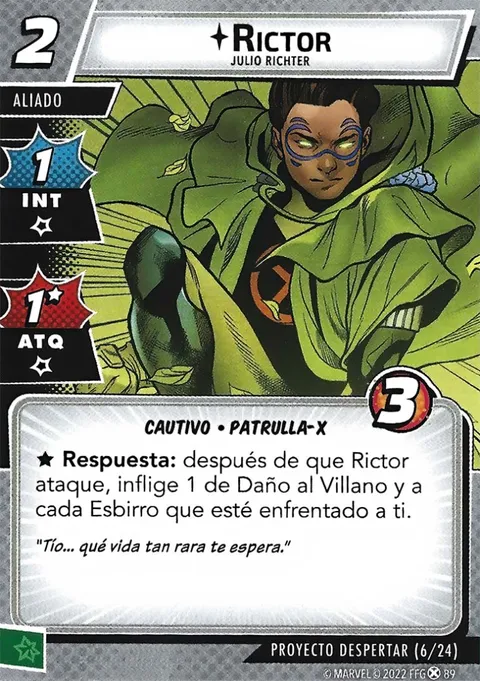 2
RICTOR
JULIO RICHTER
ALIADO
1
INT
1
ATQ
3
CAUTIVO • PATRULLA-X
★ Respuesta: después de que Rictor
ataque, inflige 1 de Daño al Villano y a
cada Esbirro que esté enfrentado a ti.
"Tío... qué vida tan rara te espera."
PROYECTO DESPERTAR (6/24)
© MARVEL © 2022 FFG 89